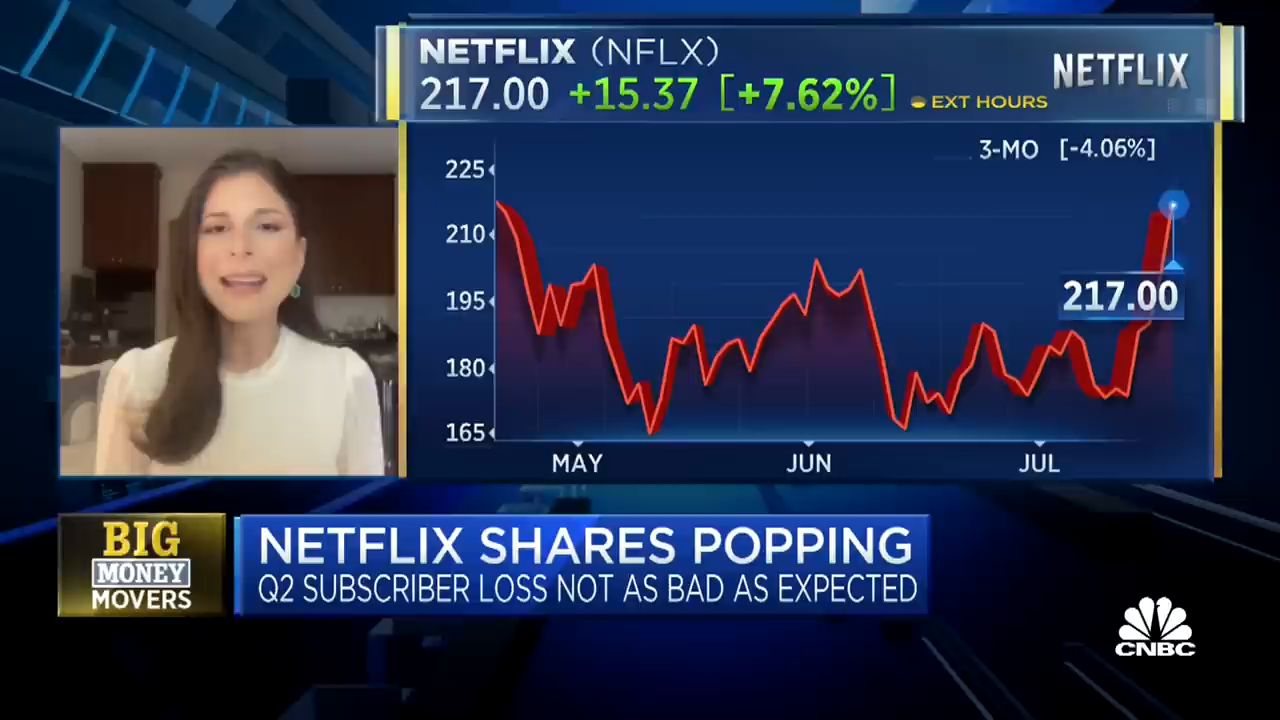 NETFLIX (NFLX)
217.00 +15.37 [+7.62%] EXT HOURS
NETFLIX
3-MO [-4.06%]
225
210
195
180
165
217.00
MAY JUN JUL
BIG
MONEY
MOVERS
NETFLIX SHARES POPPING
Q2 SUBSCRIBER LOSS NOT AS BAD AS EXPECTED
CNBC